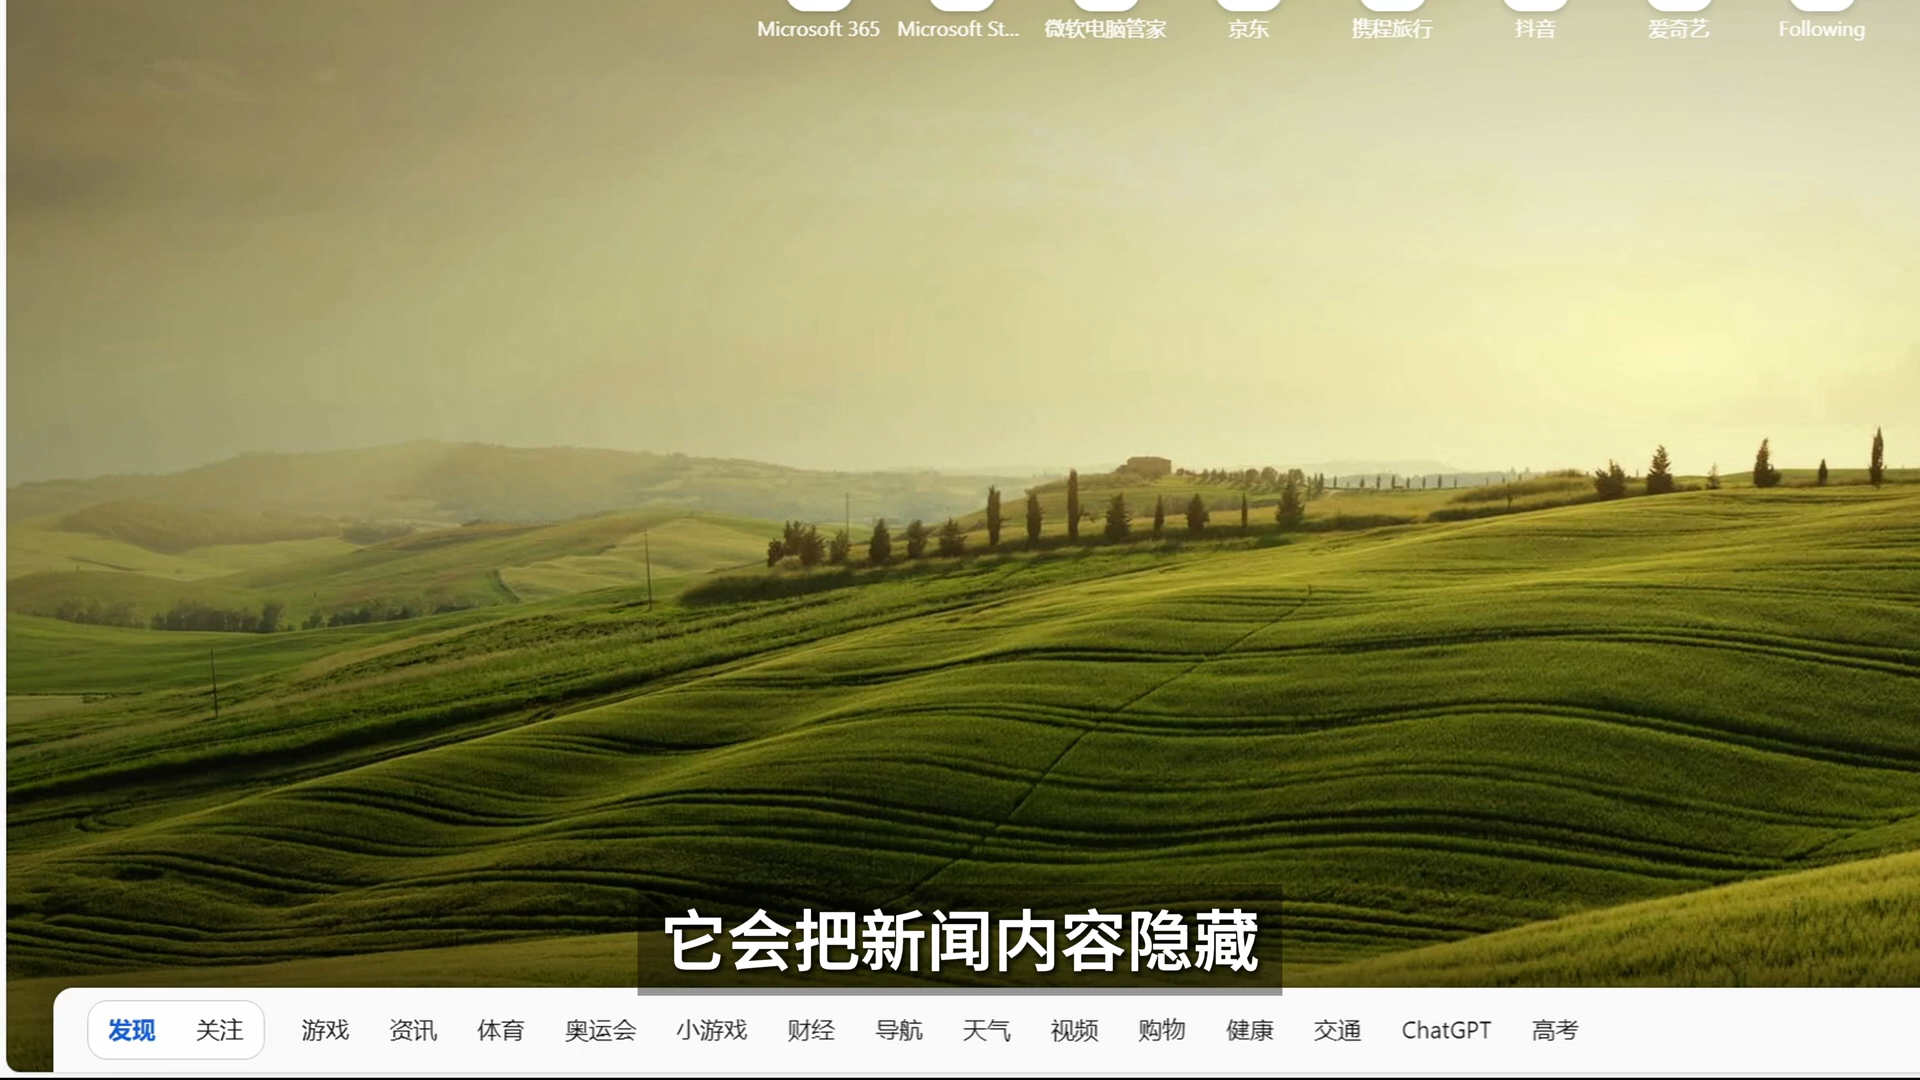 Microsoft 365 Microsoft St... 微软电脑管家 京东 携程旅行 抖音 爱奇艺 Following
它会把新闻内容隐藏
发现 关注 游戏 资讯 体育 奥运会 小游戏 财经 导航 天气 视频 购物 健康 交通 ChatGPT 高考